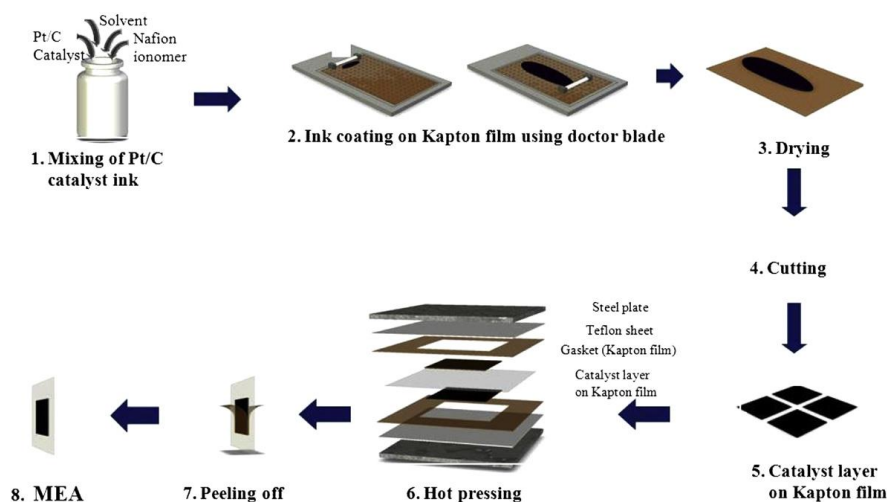 Solvent
Pt/C
Catalyst
Nafion
ionomer
1. Mixing of Pt/C
catalyst ink
2. Ink coating on Kapton film using doctor blade
3. Drying
4. Cutting
Steel plate
Teflon sheet
Gasket (Kapton film)
Catalyst layer
on Kapton film
5. Catalyst layer
on Kapton film
6. Hot pressing
7. Peeling off
8. MEA